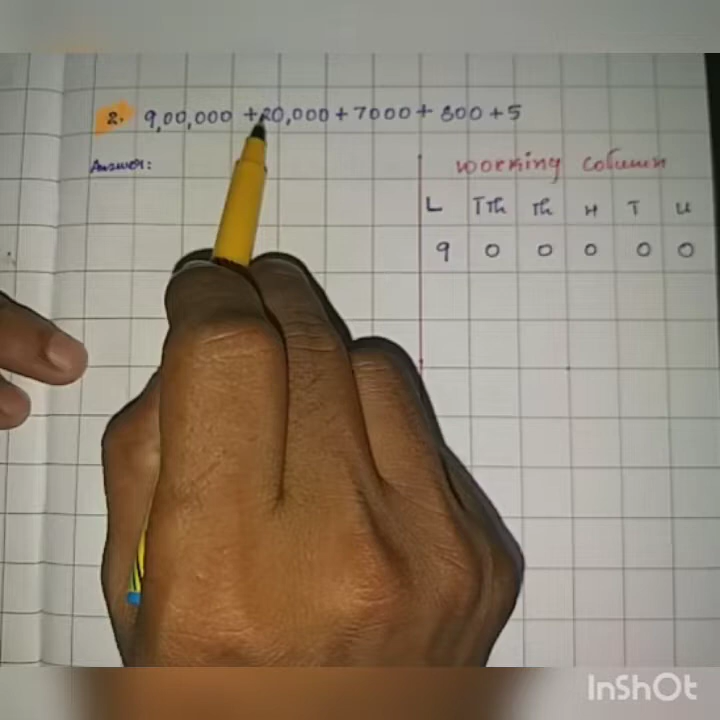 2. 9,00,000 + 20,000 + 7000 + 800 + 5
Answer:
Working Column
L TTh Th H T U
9 0 0 0 0 0
InShOt